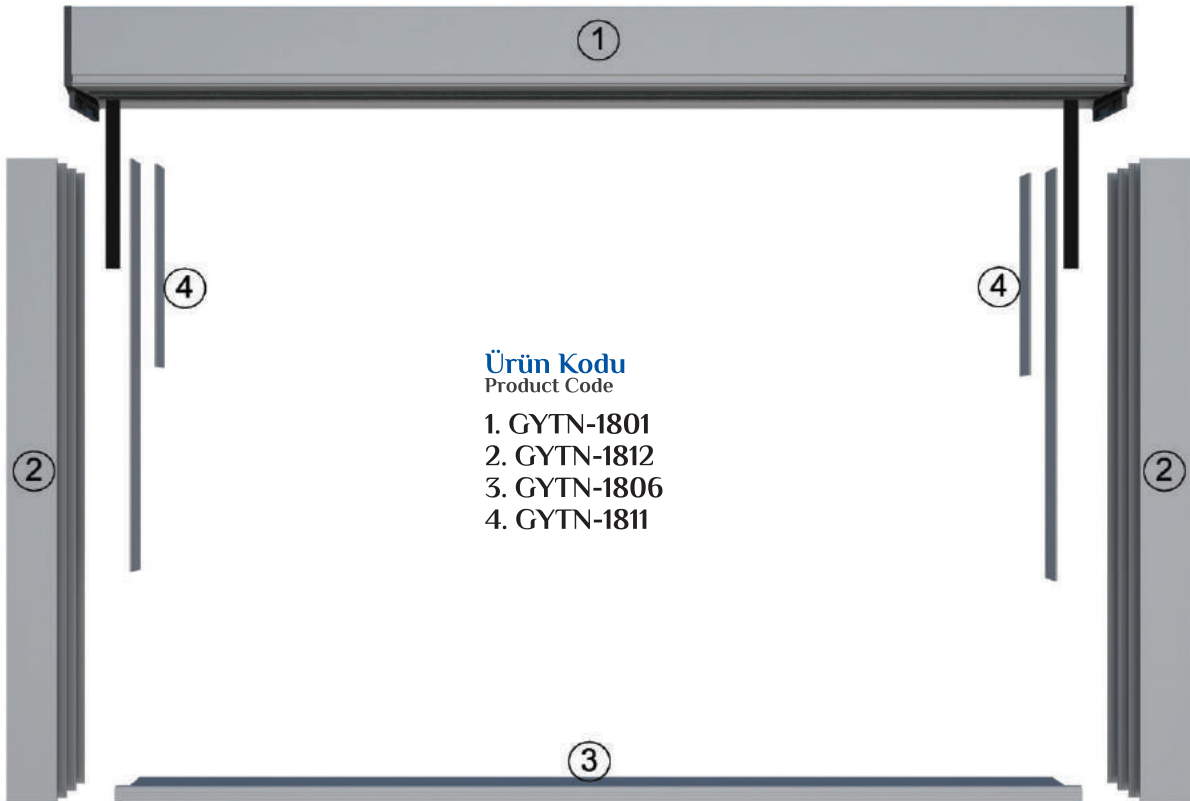 1
4
4
Ürün Kodu
Product Code
1. GYTN-1801
2. GYTN-1812
3. GYTN-1806
4. GYTN-1811
2
2
3